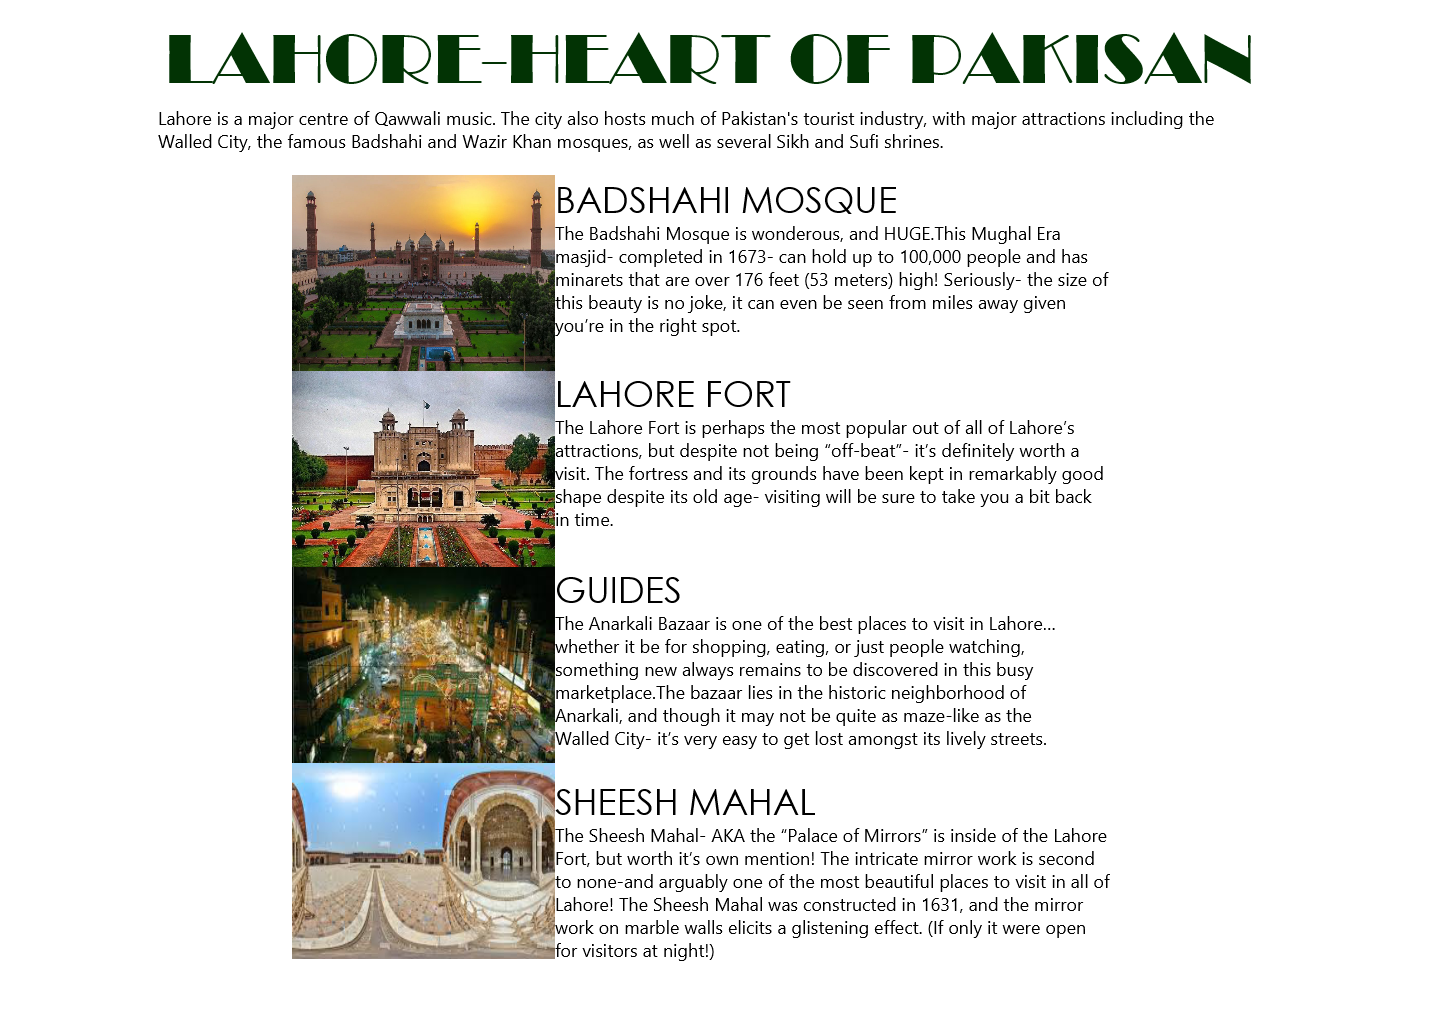 LAHORE-HEART OF PAKISAN
Lahore is a major centre of Qawwali music. The city also hosts much of Pakistan's tourist industry, with major attractions including the
Walled City, the famous Badshahi and Wazir Khan mosques, as well as several Sikh and Sufi shrines.
BADSHAHI MOSQUE
The Badshahi Mosque is wonderous, and HUGE.This Mughal Era
masjid- completed in 1673- can hold up to 100,000 people and has
minarets that are over 176 feet (53 meters) high! Seriously- the size of
this beauty is no joke, it can even be seen from miles away given
you’re in the right spot.
LAHORE FORT
The Lahore Fort is perhaps the most popular out of all of Lahore’s
attractions, but despite not being “off-beat”- it’s definitely worth a
visit. The fortress and its grounds have been kept in remarkably good
shape despite its old age- visiting will be sure to take you a bit back
in time.
GUIDES
The Anarkali Bazaar is one of the best places to visit in Lahore…
whether it be for shopping, eating, or just people watching,
something new always remains to be discovered in this busy
marketplace.The bazaar lies in the historic neighborhood of
Anarkali, and though it may not be quite as maze-like as the
Walled City- it’s very easy to get lost amongst its lively streets.
SHEESH MAHAL
The Sheesh Mahal- AKA the “Palace of Mirrors” is inside of the Lahore
Fort, but worth it’s own mention! The intricate mirror work is second
to none-and arguably one of the most beautiful places to visit in all of
Lahore! The Sheesh Mahal was constructed in 1631, and the mirror
work on marble walls elicits a glistening effect. (If only it were open
for visitors at night!)